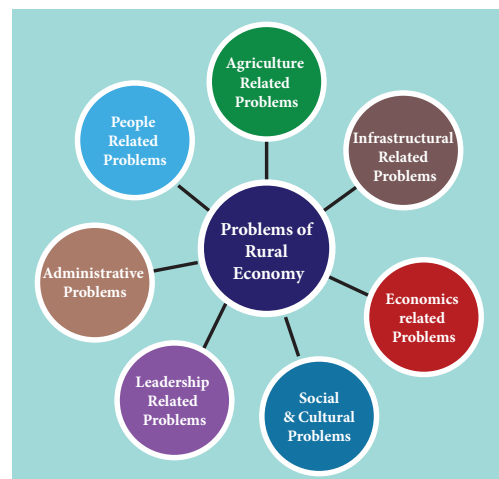 Agriculture
Related
Problems
Infrastructural
Related
Problems
Economics
related
Problems
Social
& Cultural
Problems
Leadership
Related
Problems
Administrative
Problems
People
Related
Problems
Problems of
Rural
Economy